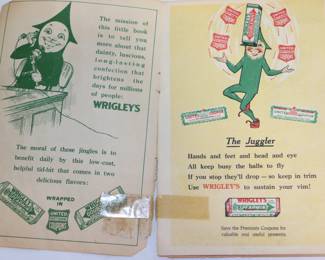 The mission of
this little book
is to tell you
more about that
dainty, luscious,
long-lasting
confection that
brightens the
days for millions
of people:
WRIGLEYS
The moral of these jingles is to
benefit daily by this low-cost,
helpful tid-bit that comes in two
delicious flavors:
WRAPPED
IN
UNITED
COUPONS
The Juggler
Hands and feet and head and eye
All keep busy the balls to fly
If you stop they'll drop — so keep in trim
Use WRIGLEY'S to sustain your vim!
WRIGLEY'S
SPEARMINT
Save the Premium Coupons for
valuable and useful presents.